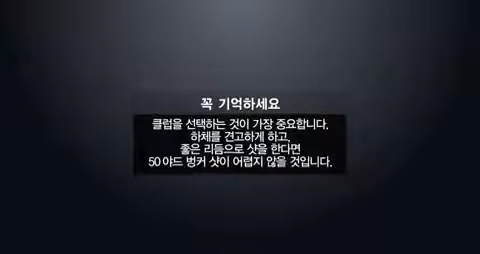 꼭 기억하세요
클럽을 선택하는 것이 가장 중요합니다.
하체를 견고하게 하고,
좋은 리듬으로 샷을 한다면
50야드 벙커 샷이 어렵지 않을 것입니다.